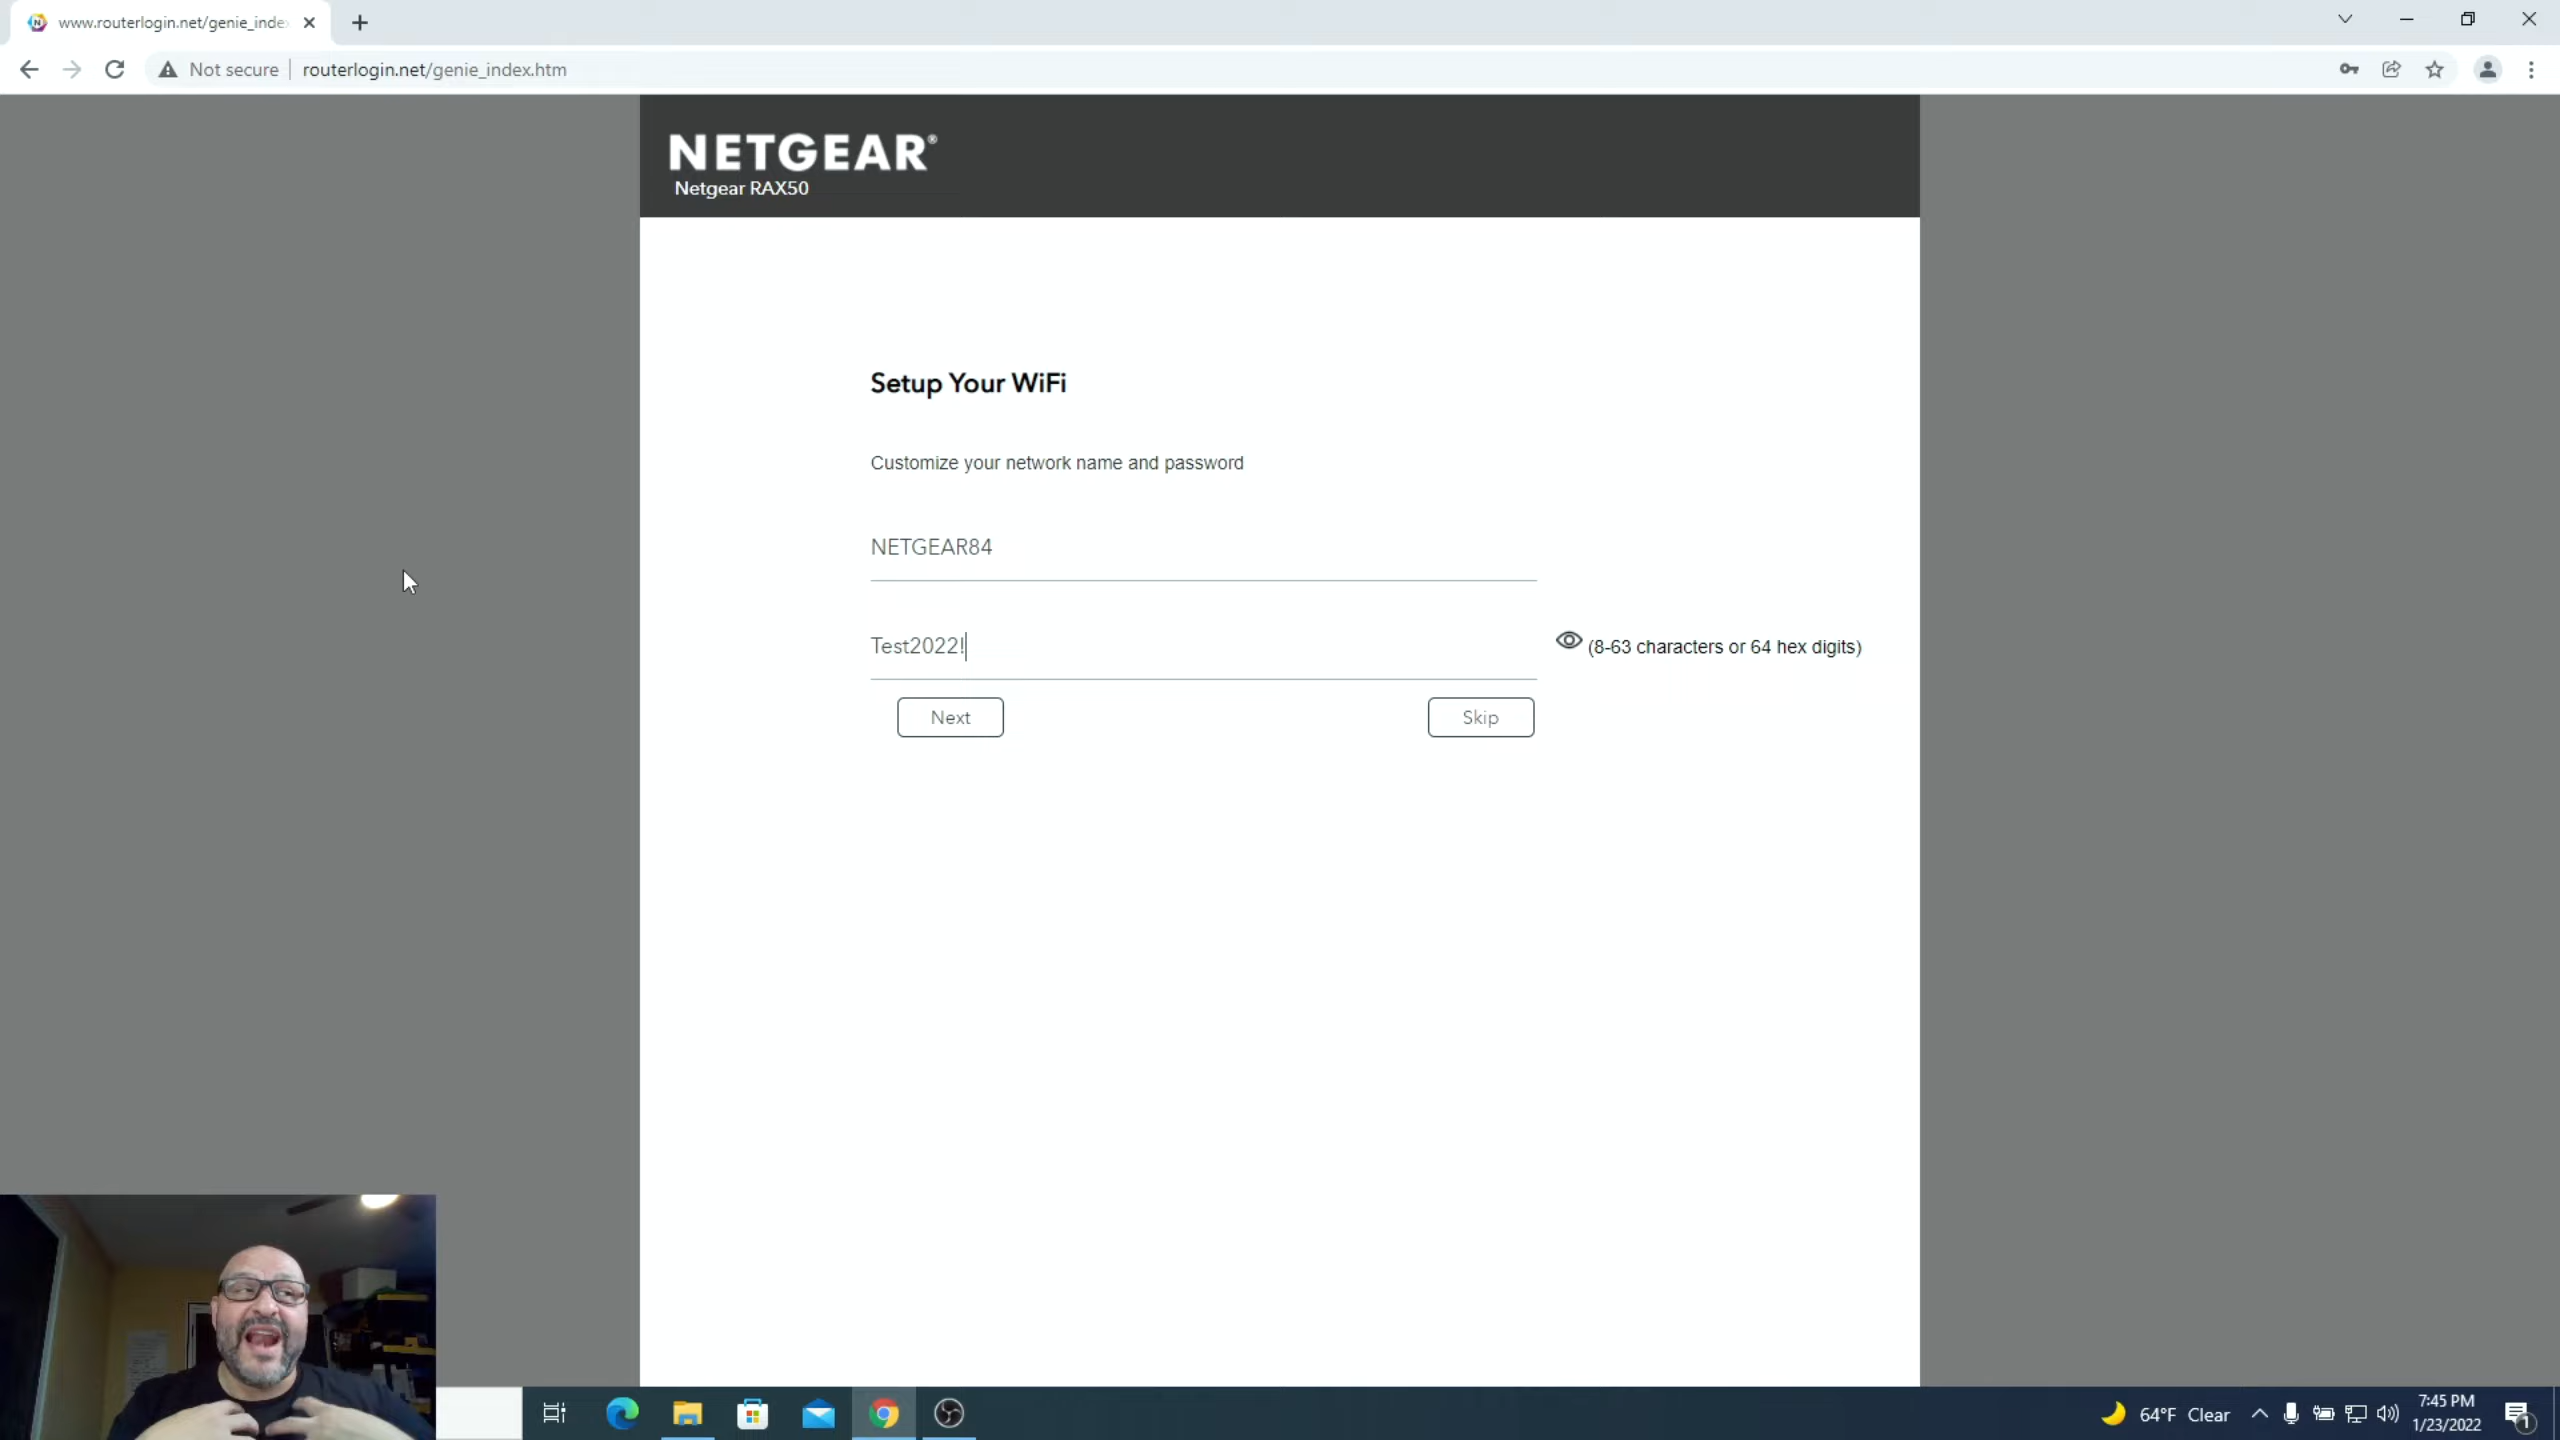 www.routerlogin.net/genie_inde
Not secure
routerlogin.net/genie_index.htm
NETGEAR®
Netgear RAX50
Setup Your WiFi
Customize your network name and password
NETGEAR84
Test2022!
(8-63 characters or 64 hex digits)
Next
Skip
64°F Clear
7:45 PM
1/23/2022
1